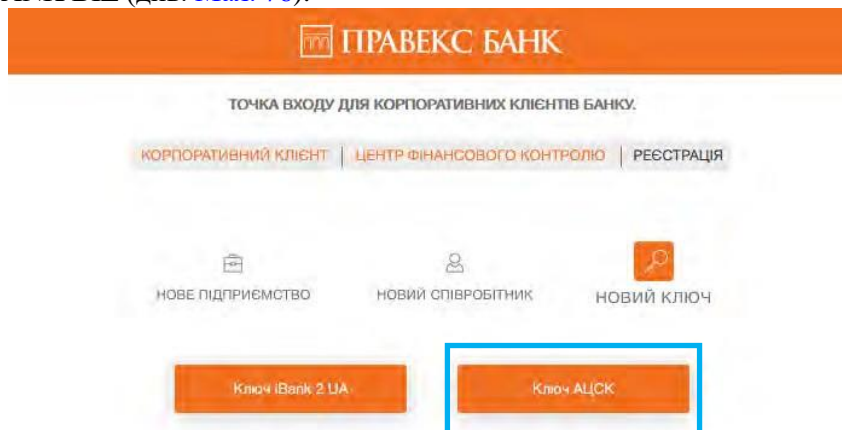 ПРАВЕКС БАНК
ТОЧКА ВХОДУ ДЛЯ КОРПОРАТИВНИХ КЛІЄНТІВ БАНКУ.
КОРПОРАТИВНИЙ КЛІЄНТ | ЦЕНТР ФІНАНСОВОГО КОНТРОЛЮ | РЕЄСТРАЦІЯ
НОВЕ ПІДПРИЄМСТВО НОВИЙ СПІВРОБІТНИК НОВИЙ КЛЮЧ
Ключ iBank 2 UA Ключ АЦСК